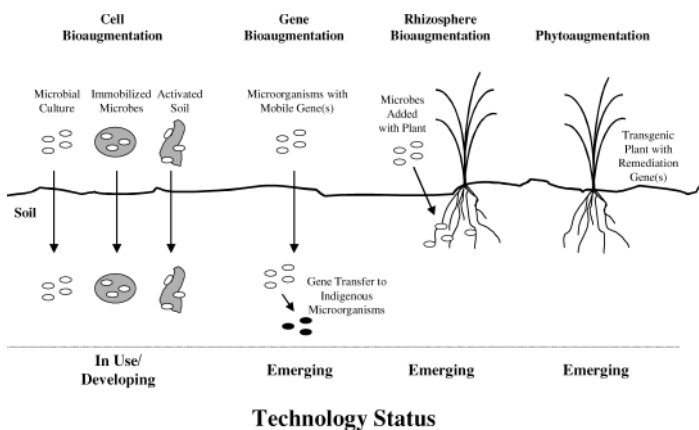 Cell
Bioaugmentation
Gene
Bioaugmentation
Rhizosphere
Bioaugmentation
Phytoaugmentation
Microbial
Culture
Immobilized
Microbes
Activated
Soil
Microorganisms with
Mobile Gene(s)
Microbes
Added
with Plant
Transgenic
Plant with
Remediation
Gene(s)
Soil
Gene Transfer to
Indigenous
Microorganisms
In Use/
Developing
Emerging
Emerging
Emerging
Technology Status